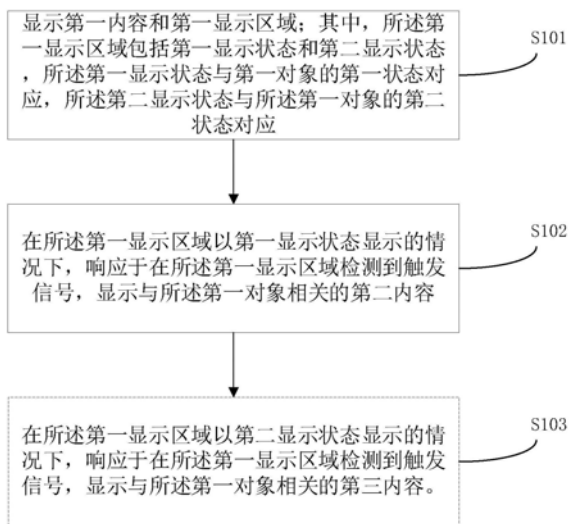 显示第一内容和第一显示区域；其中，所述第
一显示区域包括第一显示状态和第二显示状态
，所述第一显示状态与第一对象的第一状态对
应，所述第二显示状态与所述第一对象的第二
状态对应
S101
在所述第一显示区域以第一显示状态显示的情
况下，响应于在所述第一显示区域检测到触发
信号，显示与所述第一对象相关的第二内容
S102
在所述第一显示区域以第二显示状态显示的情
况下，响应于在所述第一显示区域检测到触发
信号，显示与所述第一对象相关的第三内容。
S103